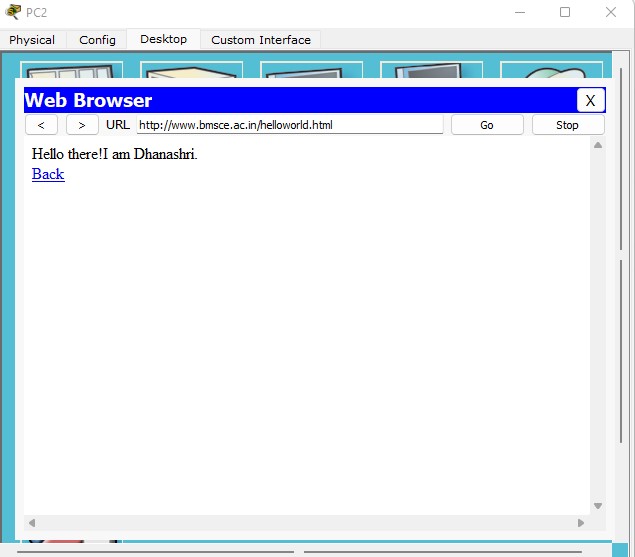 PC2
Physical Config Desktop Custom Interface
Web Browser X
< > URL http://www.bmsce.ac.in/helloworld.html Go Stop
Hello there!I am Dhanashri.
Back